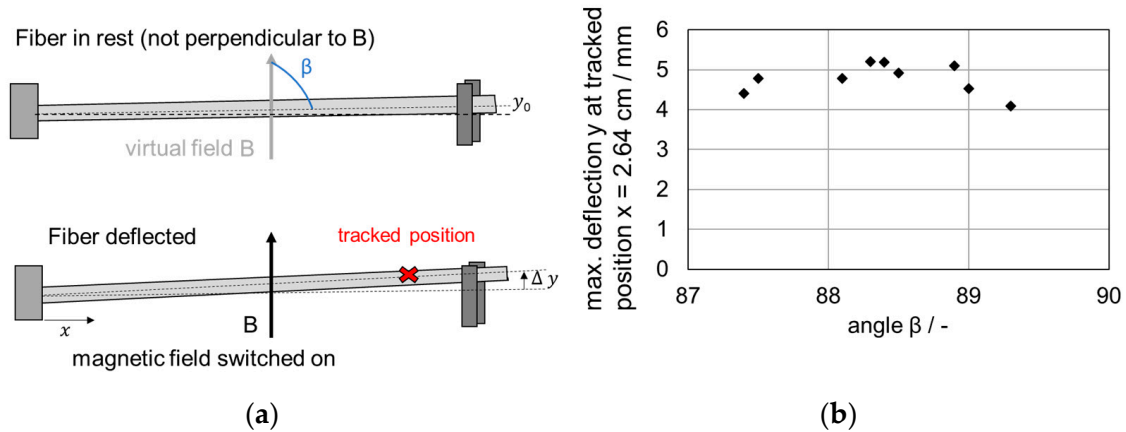 Fiber in rest (not perpendicular to B)
β
y₀
virtual field B
Fiber deflected
tracked position
Δ y
x
B
magnetic field switched on
(a)
max. deflection y at tracked
position x = 2.64 cm / mm
6
5
4
3
2
1
0
87 88 89 90
angle β / -
(b)